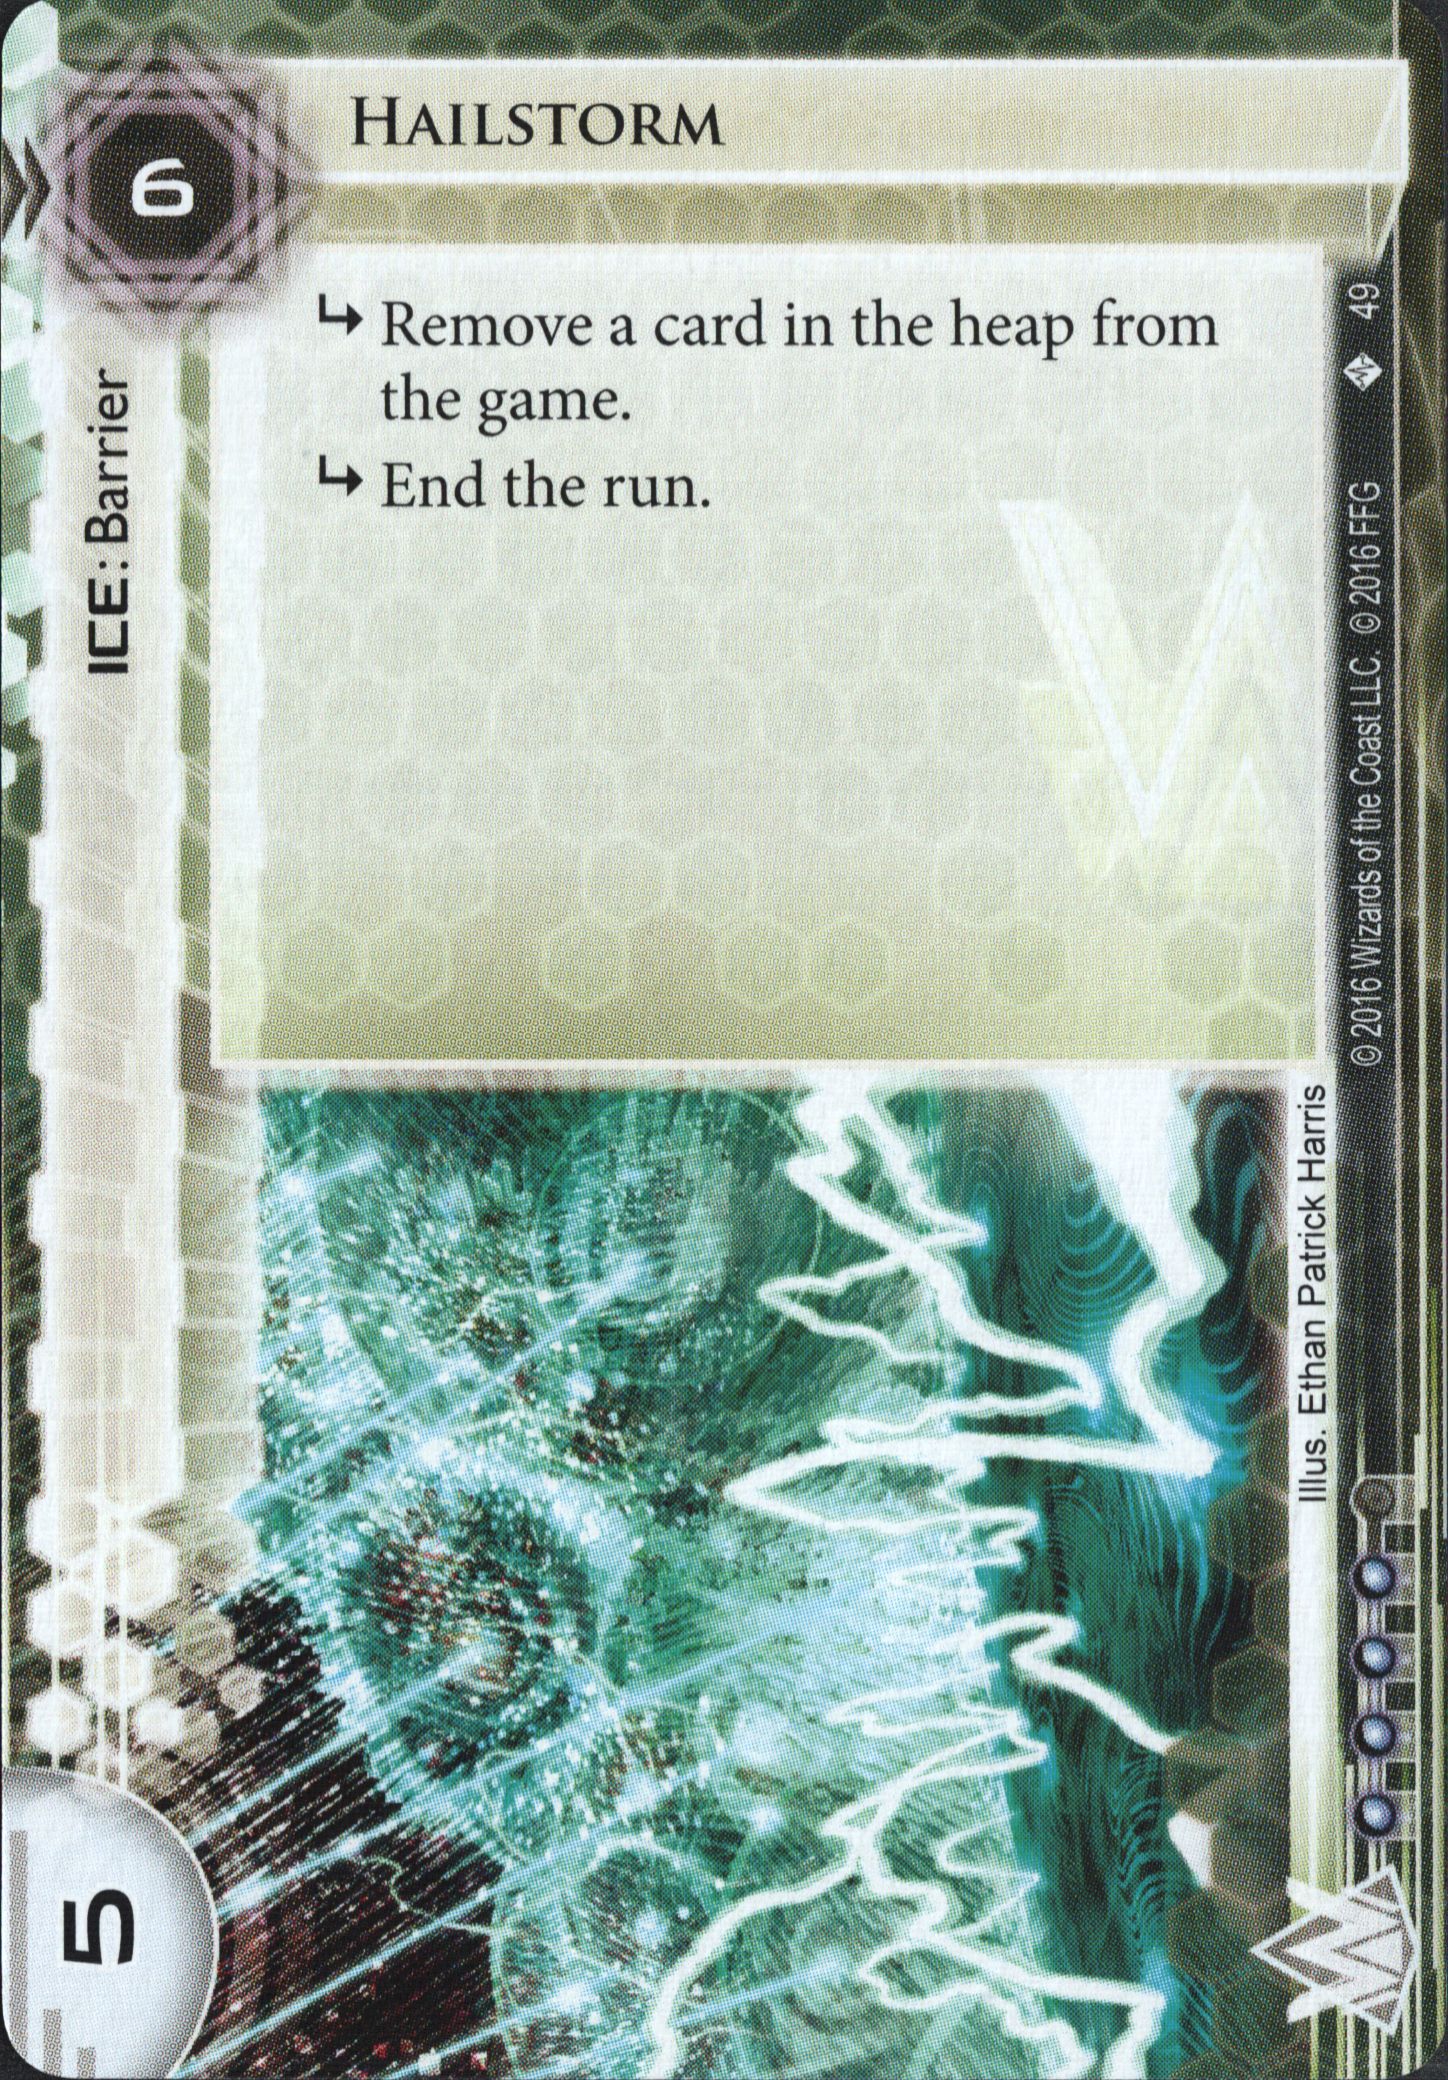 6
HAILSTORM
ICE: Barrier
↳ Remove a card in the heap from
the game.
↳ End the run.
5
Illus. Ethan Patrick Harris
© 2016 Wizards of the Coast LLC. © 2016 FFG
49